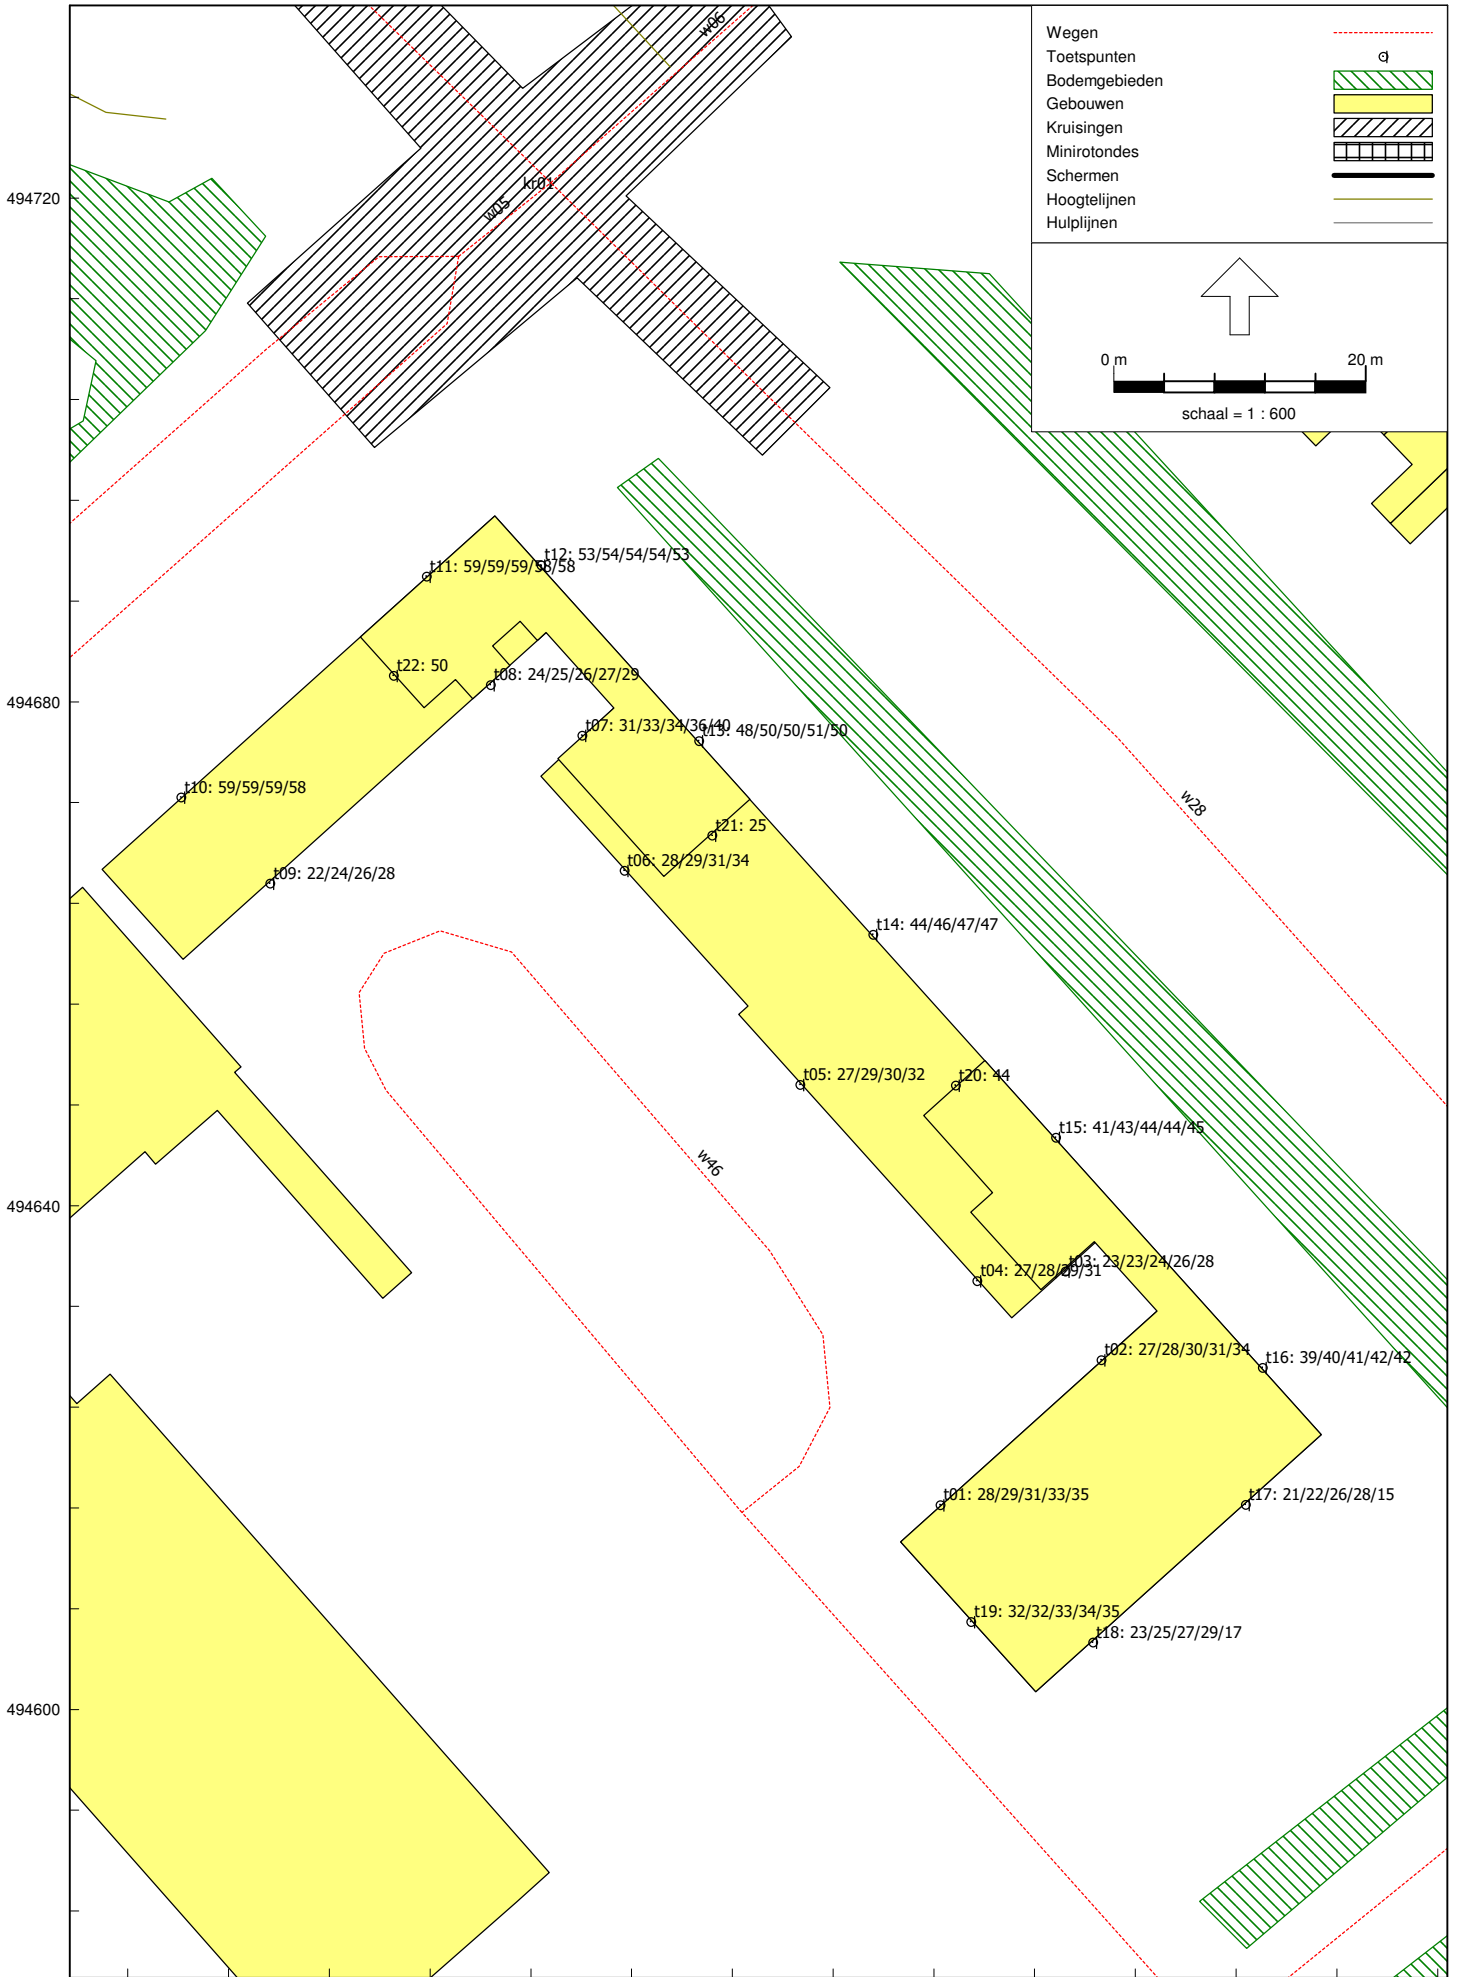 Wegen
Toetspunten
Bodemgebieden
Gebouwen
Kruisingen
Minirotondes
Schermen
Hoogtelijnen
Hulplijnen
0 m 20 m
schaal = 1 : 600
w06
kr01
w05
494720
t12: 53/54/54/54/53
t11: 59/59/59/58/58
t22: 50
t08: 24/25/26/27/29
494680
t07: 31/33/34/36/40
t13: 48/50/50/51/50
t10: 59/59/59/58
w28
t21: 25
t06: 28/29/31/34
t09: 22/24/26/28
t14: 44/46/47/47
t05: 27/29/30/32
t20: 44
t15: 41/43/44/44/45
w46
494640
t03: 23/23/24/26/28
t04: 27/28/29/31
t02: 27/28/30/31/34
t16: 39/40/41/42/42
t01: 28/29/31/33/35
t17: 21/22/26/28/15
t19: 32/32/33/34/35
t18: 23/25/27/29/17
494600